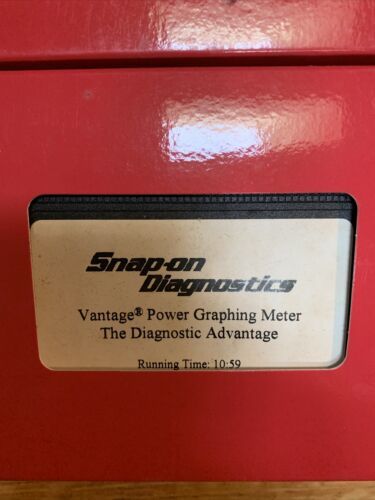 Snap-on
Diagnostics
Vantage® Power Graphing Meter
The Diagnostic Advantage
Running Time: 10:59